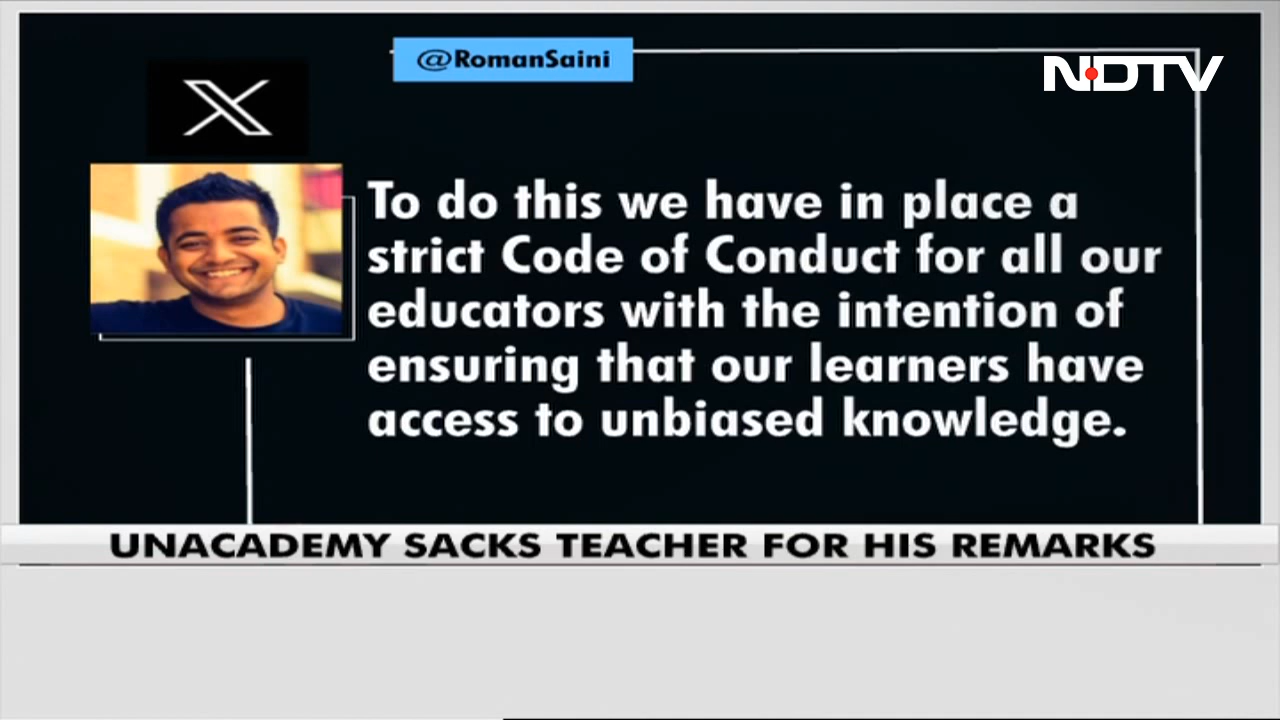 @RomanSaini
NDTV
To do this we have in place a
strict Code of Conduct for all our
educators with the intention of
ensuring that our learners have
access to unbiased knowledge.
UNACADEMY SACKS TEACHER FOR HIS REMARKS